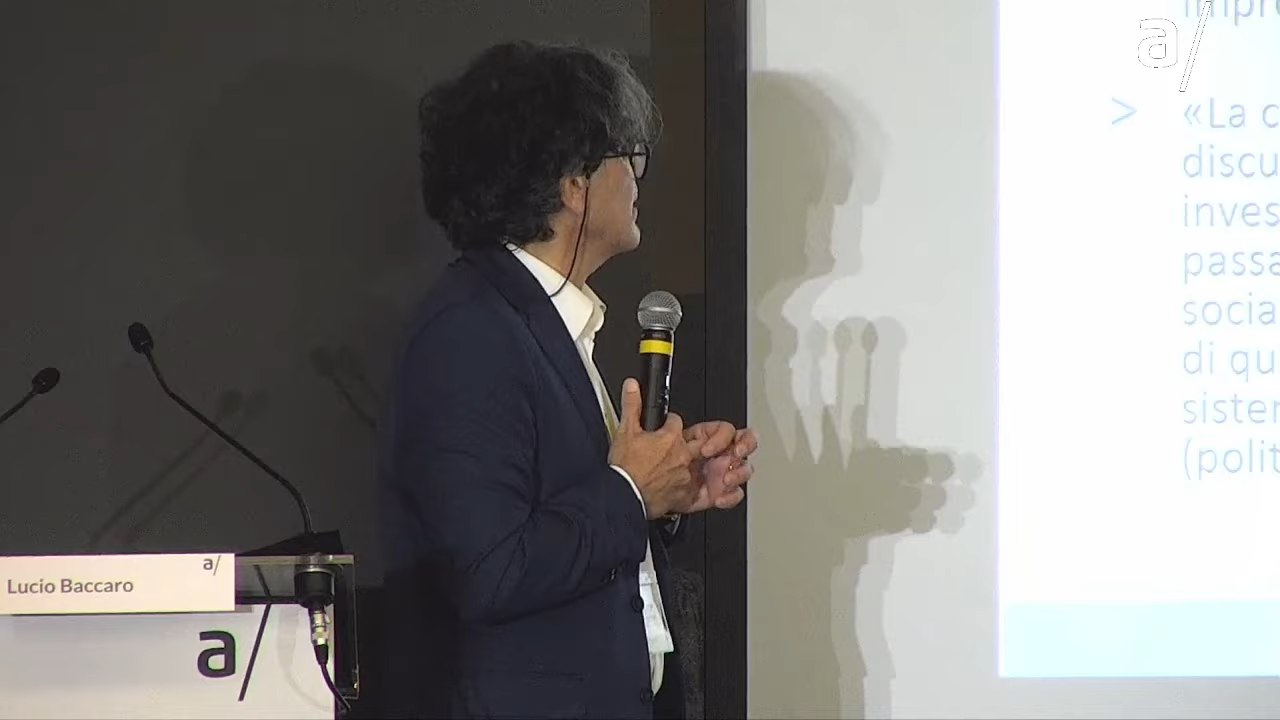 a/
> «La c
discu
inves
passa
socia
di qu
sister
(polit
a/
Lucio Baccaro
a/